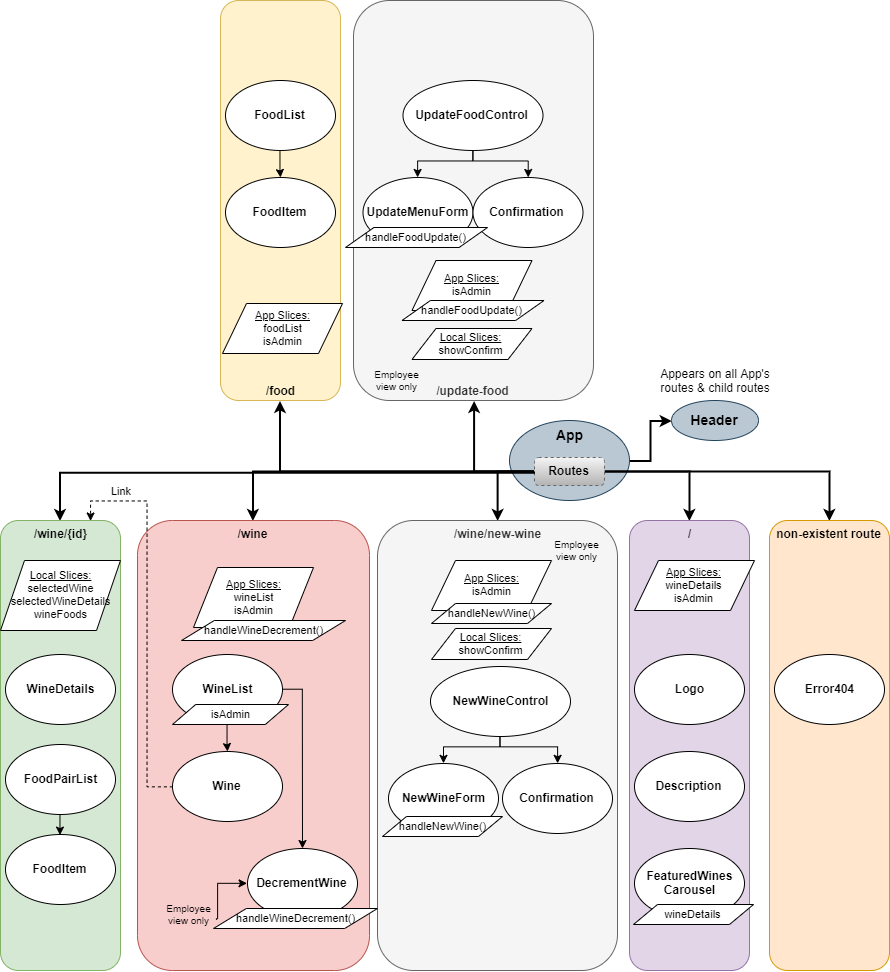 FoodList
FoodItem
App Slices:
foodList
isAdmin
/food
UpdateFoodControl
UpdateMenuForm
handleFoodUpdate()
Confirmation
App Slices:
isAdmin
handleFoodUpdate()
Local Slices:
showConfirm
Employee
view only
/update-food
Appears on all App's
routes & child routes
Header
App
Routes
Link
/wine/{id}
Local Slices:
selectedWine
selectedWineDetails
wineFoods
WineDetails
FoodPairList
FoodItem
/wine
App Slices:
wineList
isAdmin
handleWineDecrement()
WineList
isAdmin
Wine
DecrementWine
handleWineDecrement()
Employee
view only
/wine/new-wine
Employee
view only
App Slices:
isAdmin
handleNewWine()
Local Slices:
showConfirm
NewWineControl
NewWineForm
handleNewWine()
Confirmation
/
App Slices:
wineDetails
isAdmin
Logo
Description
FeaturedWines
Carousel
wineDetails
non-existent route
Error404